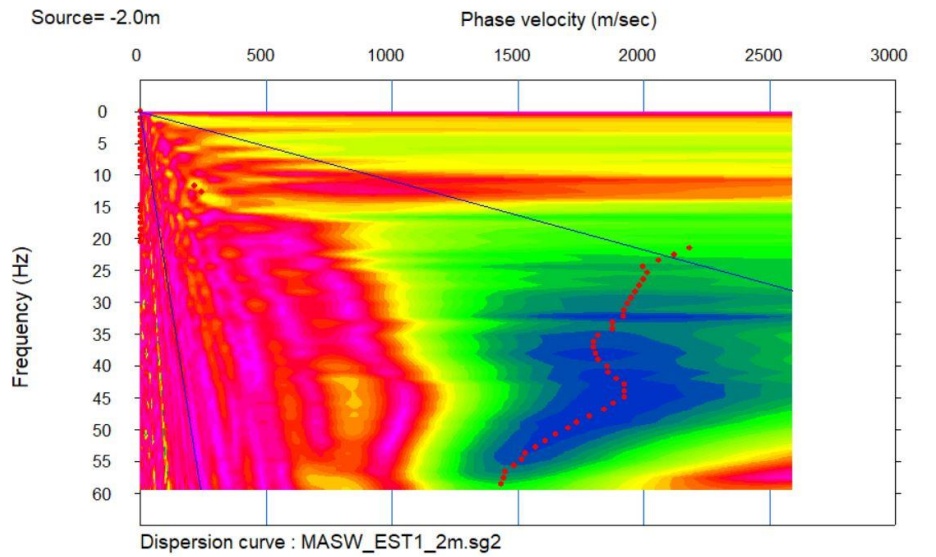 Source= -2.0m
Phase velocity (m/sec)
0 500 1000 1500 2000 2500 3000
0
5
10
15
20
25
30
35
40
45
50
55
60
Frequency (Hz)
Dispersion curve : MASW_EST1_2m.sg2